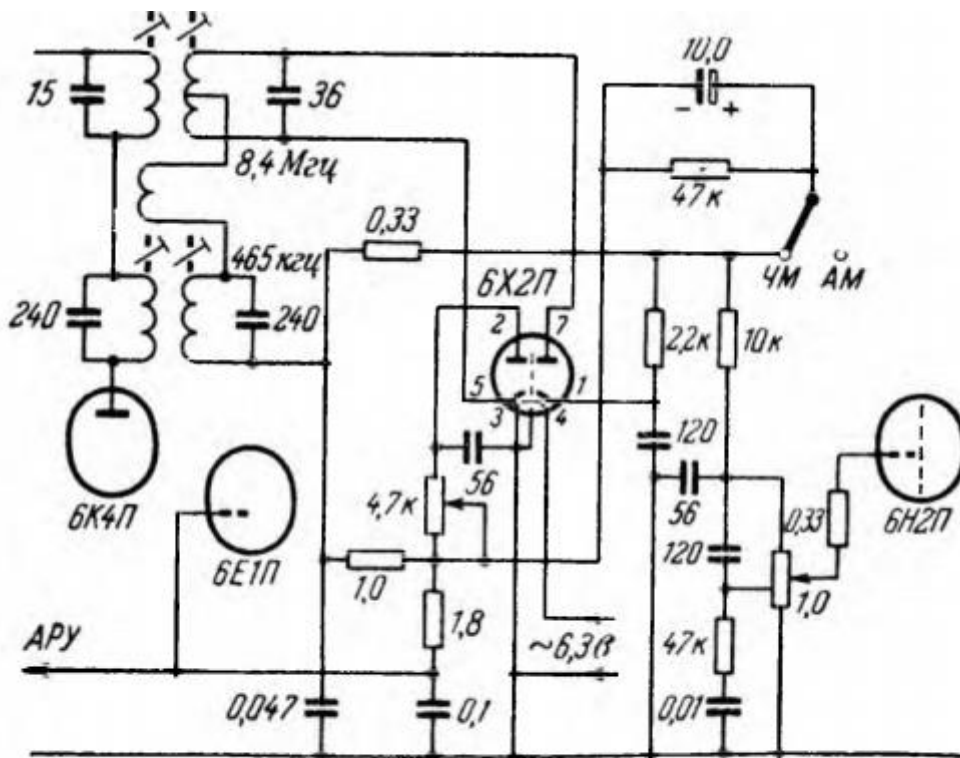 10,0
15
36
- +
8,4 Мгц
47к
0,33
465 кгц
ЧМ АМ
6Х2П
240
240
2 7
2,2к
10к
5 1
3 4
120
56
6К4П
4,7к
56
0,33
6Н2П
6Е1П
120
1,0
1,0
1,8
АРУ
~6,3в
47к
0,047
0,1
0,01